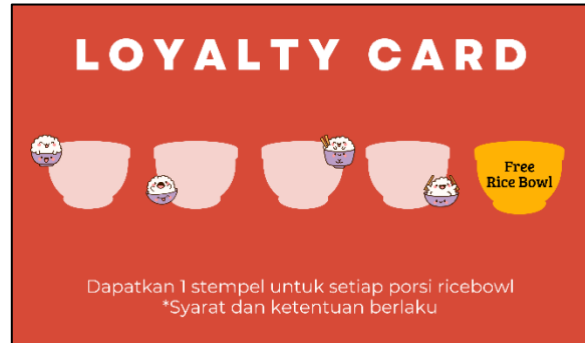 LOYALTY CARD
Free
Rice Bowl
Dapatkan 1 stempel untuk setiap porsi ricebowl
*Syarat dan ketentuan berlaku